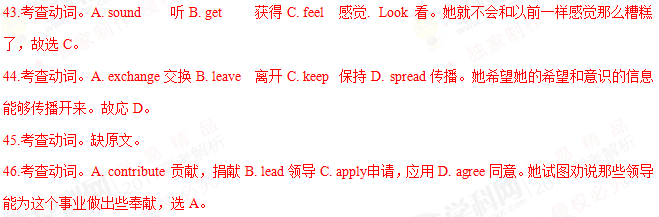 43.考查动词。A. sound 听 B. get 获得 C. feel 感觉. Look 看。她就不会和以前一样感觉那么糟糕
了，故选 C。
44.考查动词。A. exchange 交换 B. leave 离开 C. keep 保持 D. spread 传播。她希望她的希望和意识的信息
能够传播开来。故应 D。
45.考查动词。缺原文。
46.考查动词。A. contribute 贡献，捐献 B. lead 领导 C. apply申请，应用 D. agree 同意。她试图劝说那些领导
能为这个事业做出些奉献，选 A。